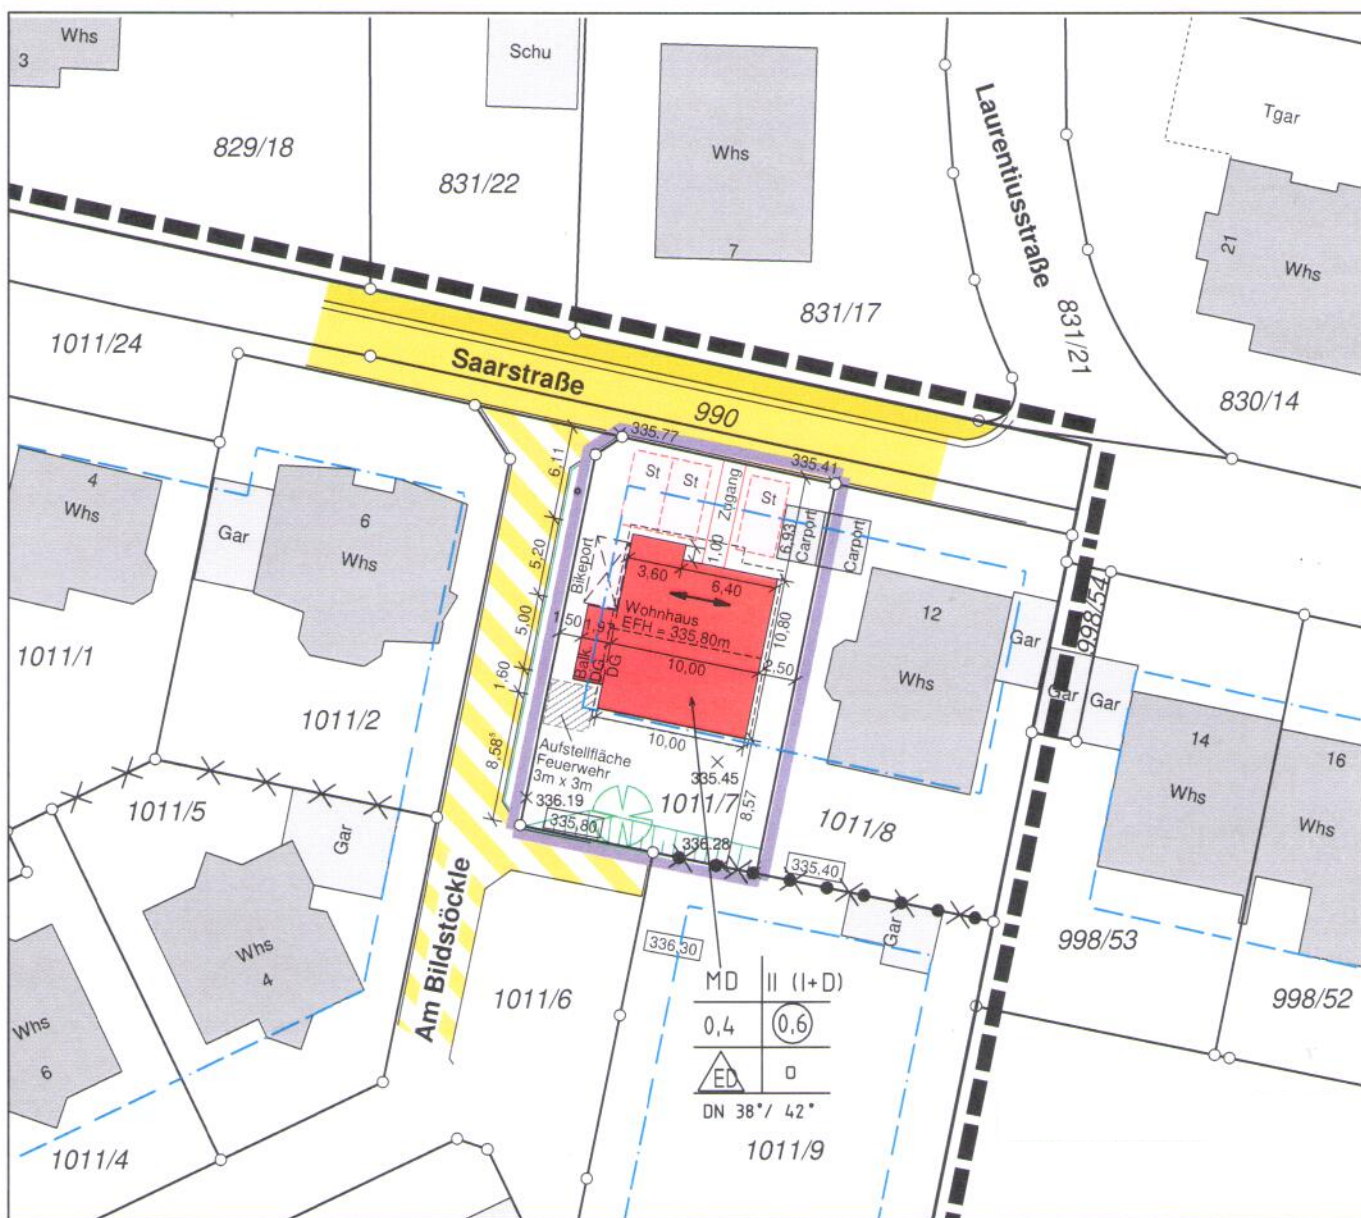 Whs
3
Schu
829/18
831/22
Whs
7
831/17
Laurentiusstraße
831/21
Tgar
21
Whs
830/14
1011/24
Saarstraße
990
335.77
335.41
4
Whs
Gar
6
Whs
6,11
5,20
5,00
1,60
8,58⁵
St
St
Zugang
St
6,93
Carport
Carport
Bikeport
1,00
3,60
6,40
Wohnhaus
EFH = 335,80m
10,80
1,50
1,91
Balk.
DG
DG
10,00
2,50
10,00
12
Whs
Gar
998/54
Gar
Gar
14
Whs
16
Whs
1011/1
1011/2
Aufstellfläche
Feuerwehr
3m x 3m
336.19
335,80
335.45
1011/7
8,57
336.28
335.40
1011/8
1011/5
Gar
Whs
4
Am Bildstöckle
Whs
6
1011/4
1011/6
336,30
Gar
998/53
998/52
MD II (I+D)
0,4 0,6
ED o
DN 38°/ 42°
1011/9